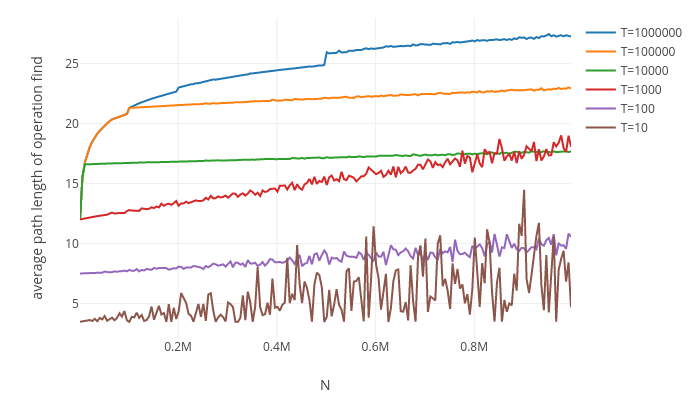 average path length of operation find
25
20
15
10
5
0.2M
0.4M
0.6M
0.8M
N
T=1000000
T=100000
T=10000
T=1000
T=100
T=10